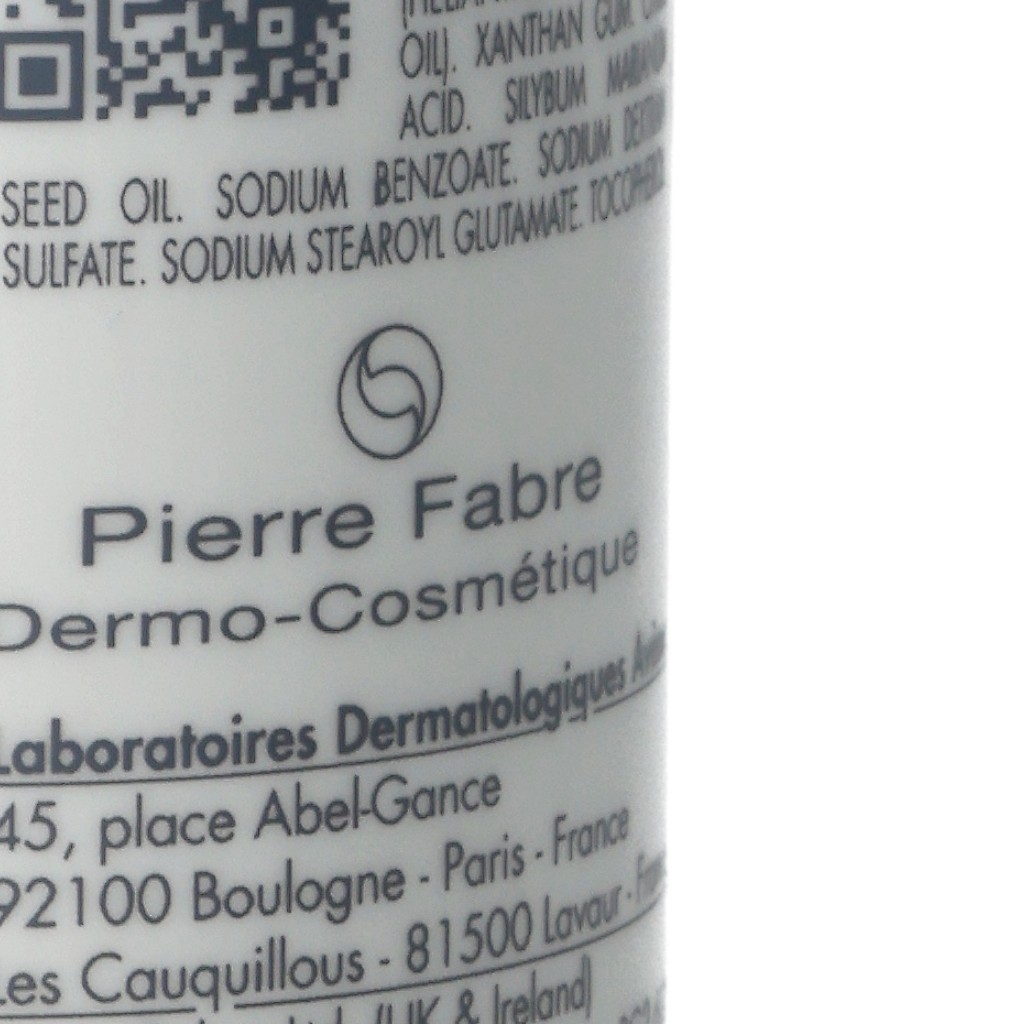 OIL). XANTHAN GUM.
ACID. SILYBUM MARIANUM
SEED OIL. SODIUM BENZOATE. SODIUM
SULFATE. SODIUM STEAROYL GLUTAMATE.
Pierre Fabre
Dermo-Cosmétique
Laboratoires Dermatologiques
45, place Abel-Gance
92100 Boulogne - Paris - France
Les Cauquillous - 81500 Lavaur -
(UK & Ireland)